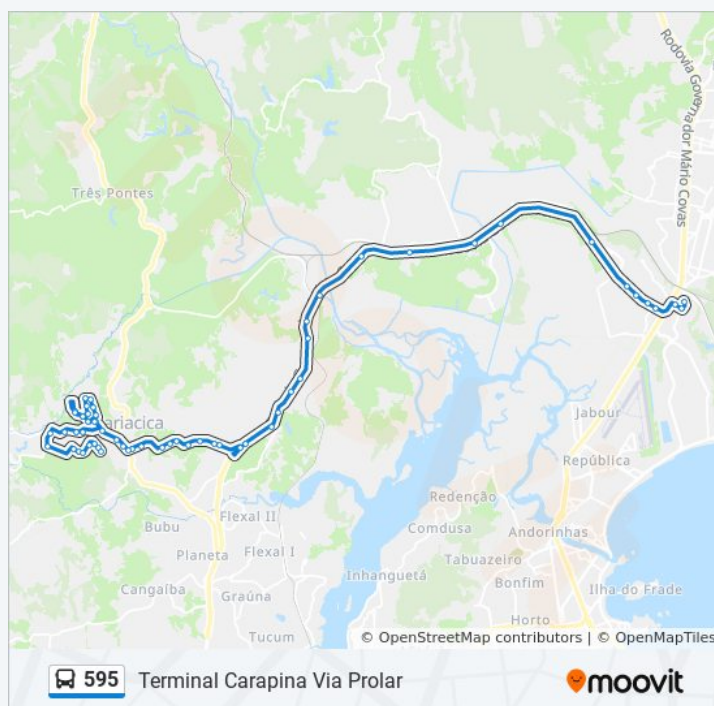 Rodovia Governador Mário Covas
Três Pontes
ariacica
Jabour
República
Flexal II
Redenção
Bubu
Comdusa
Andorinhas
Planeta
Flexal I
Tabuazeiro
Inhanguetá
Bonfim
Cangaíba
Graúna
Ilha do Frade
Tucum
Horto
© OpenStreetMap contributors | © OpenMapTiles
595 Terminal Carapina Via Prolar
moovit